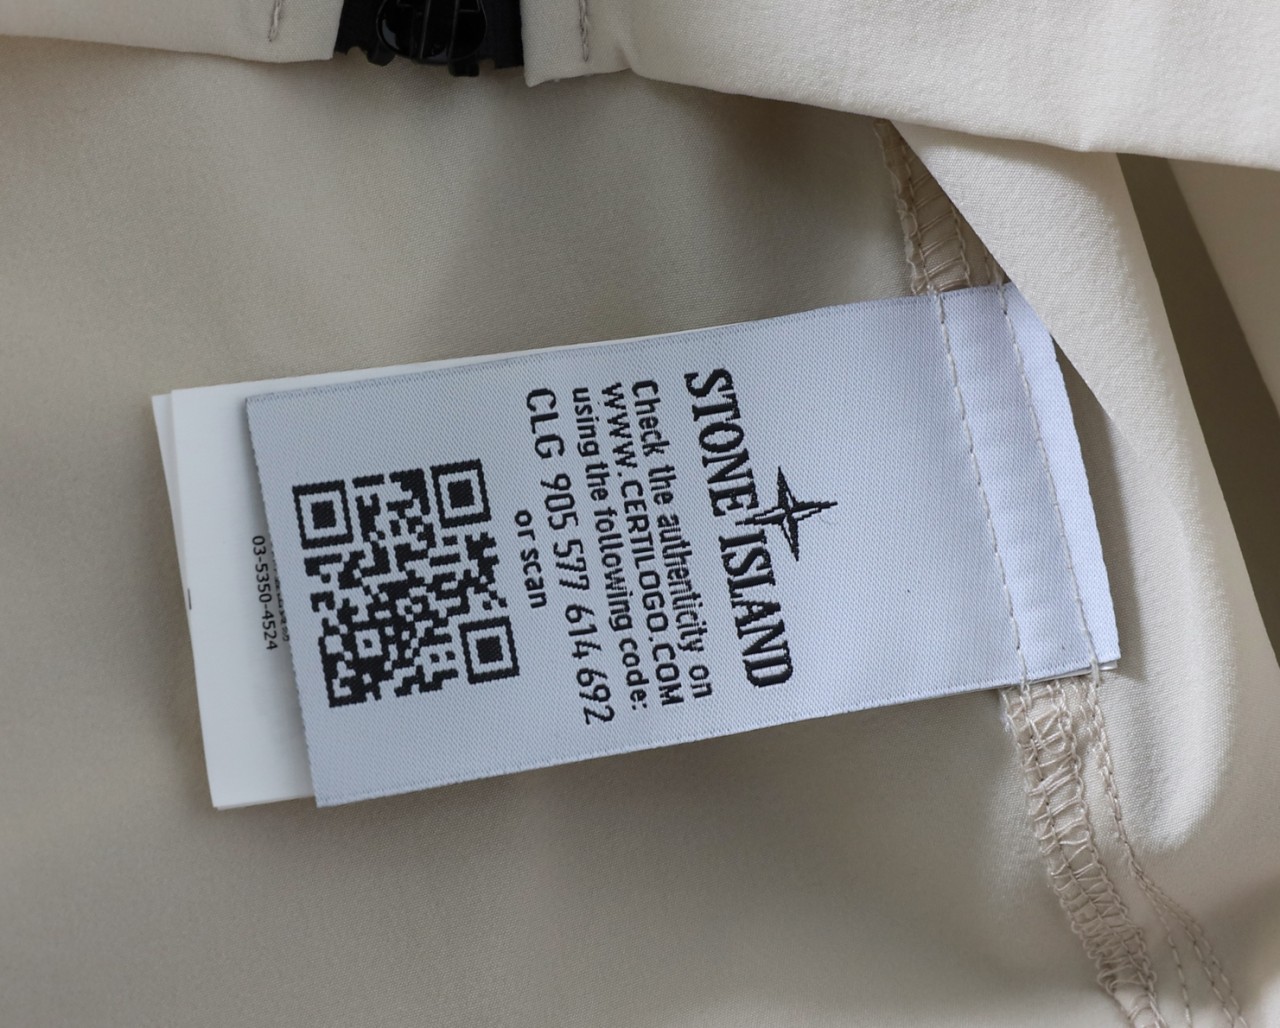 STONE ISLAND
Check the authenticity on
WWW.CERTILOGO.COM
using the following code:
CLG 905 577 614 692
or scan
03-5350-4524